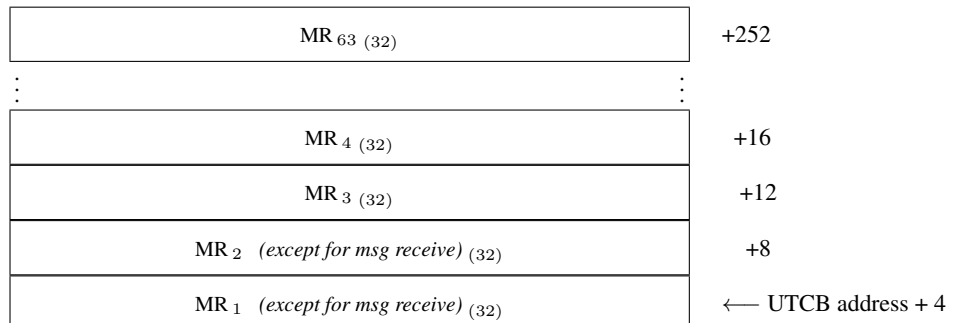 MR 63 (32) +252
⋮ ⋮
MR 4 (32) +16
MR 3 (32) +12
MR 2 (except for msg receive) (32) +8
MR 1 (except for msg receive) (32) ⟵ UTCB address + 4